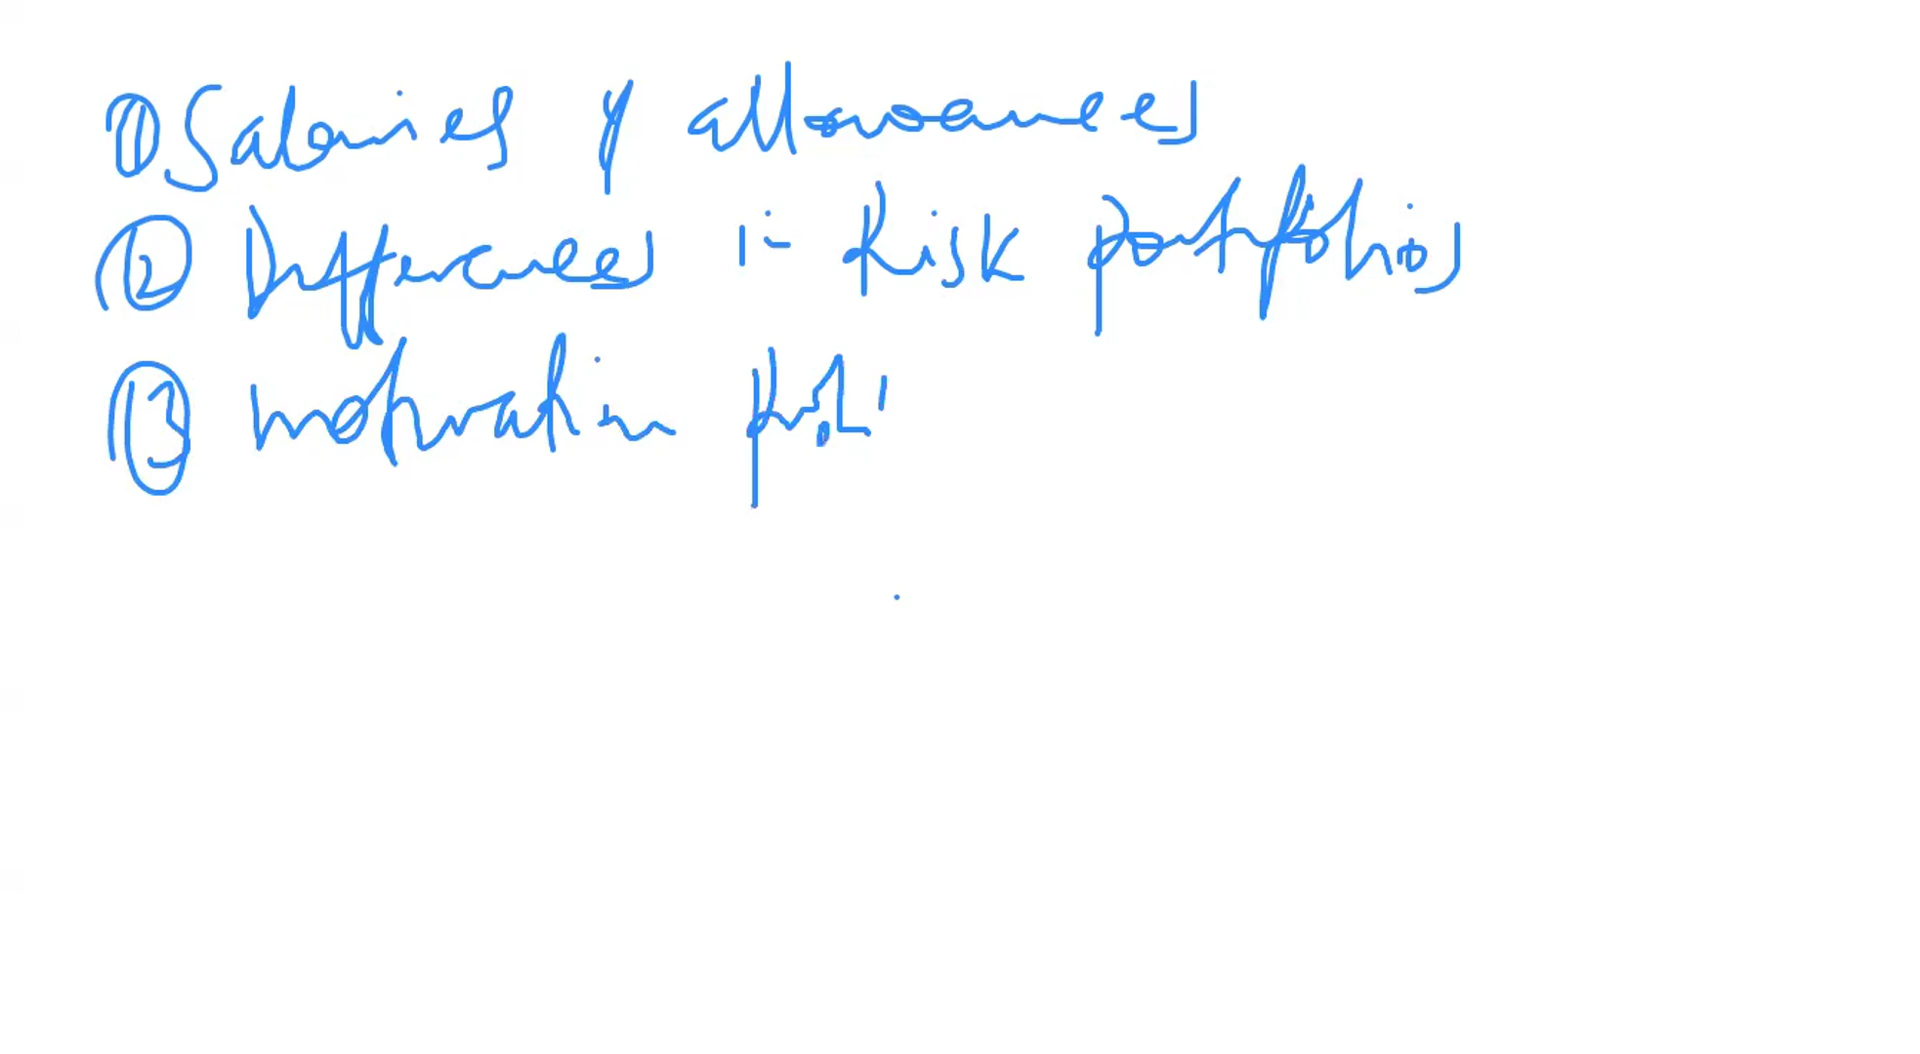 ① Salaries & allowances
② Differences in Risk portfolios
③ motivation